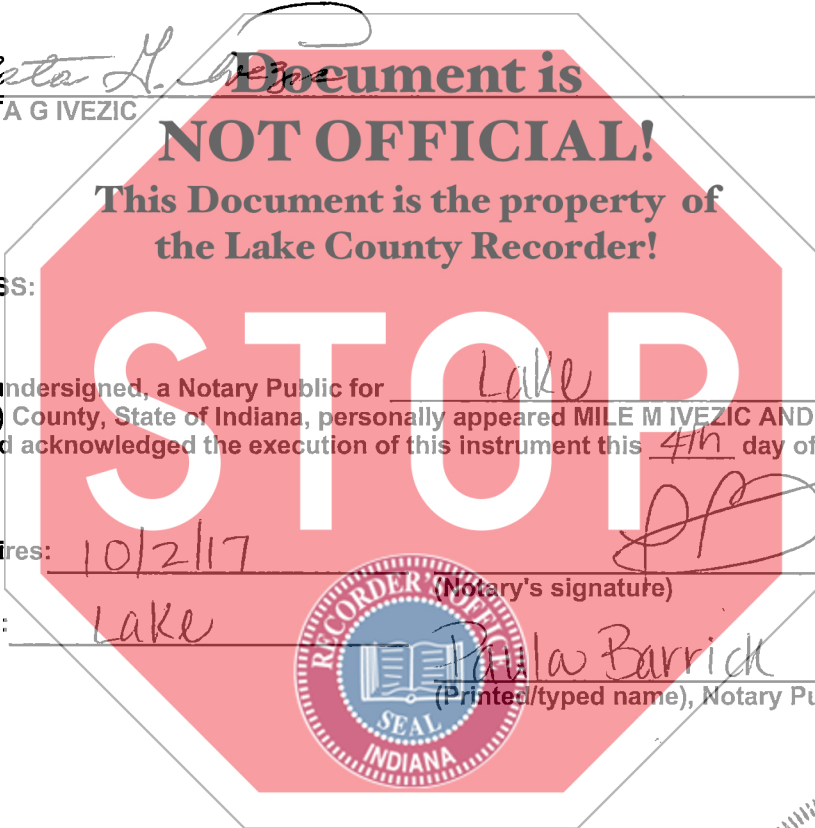 Document is
A G IVEZIC
NOT OFFICIAL!
This Document is the property of
the Lake County Recorder!
SS:
STOP
ndersigned, a Notary Public for Lake
County, State of Indiana, personally appeared MILE M IVEZIC AND
d acknowledged the execution of this instrument this 4th day of
ires: 10/2/17
(Notary's signature)
: Lake
Paula Barrick
(Printed/typed name), Notary Pu
RECORDER'S OFFICE
SEAL
INDIANA